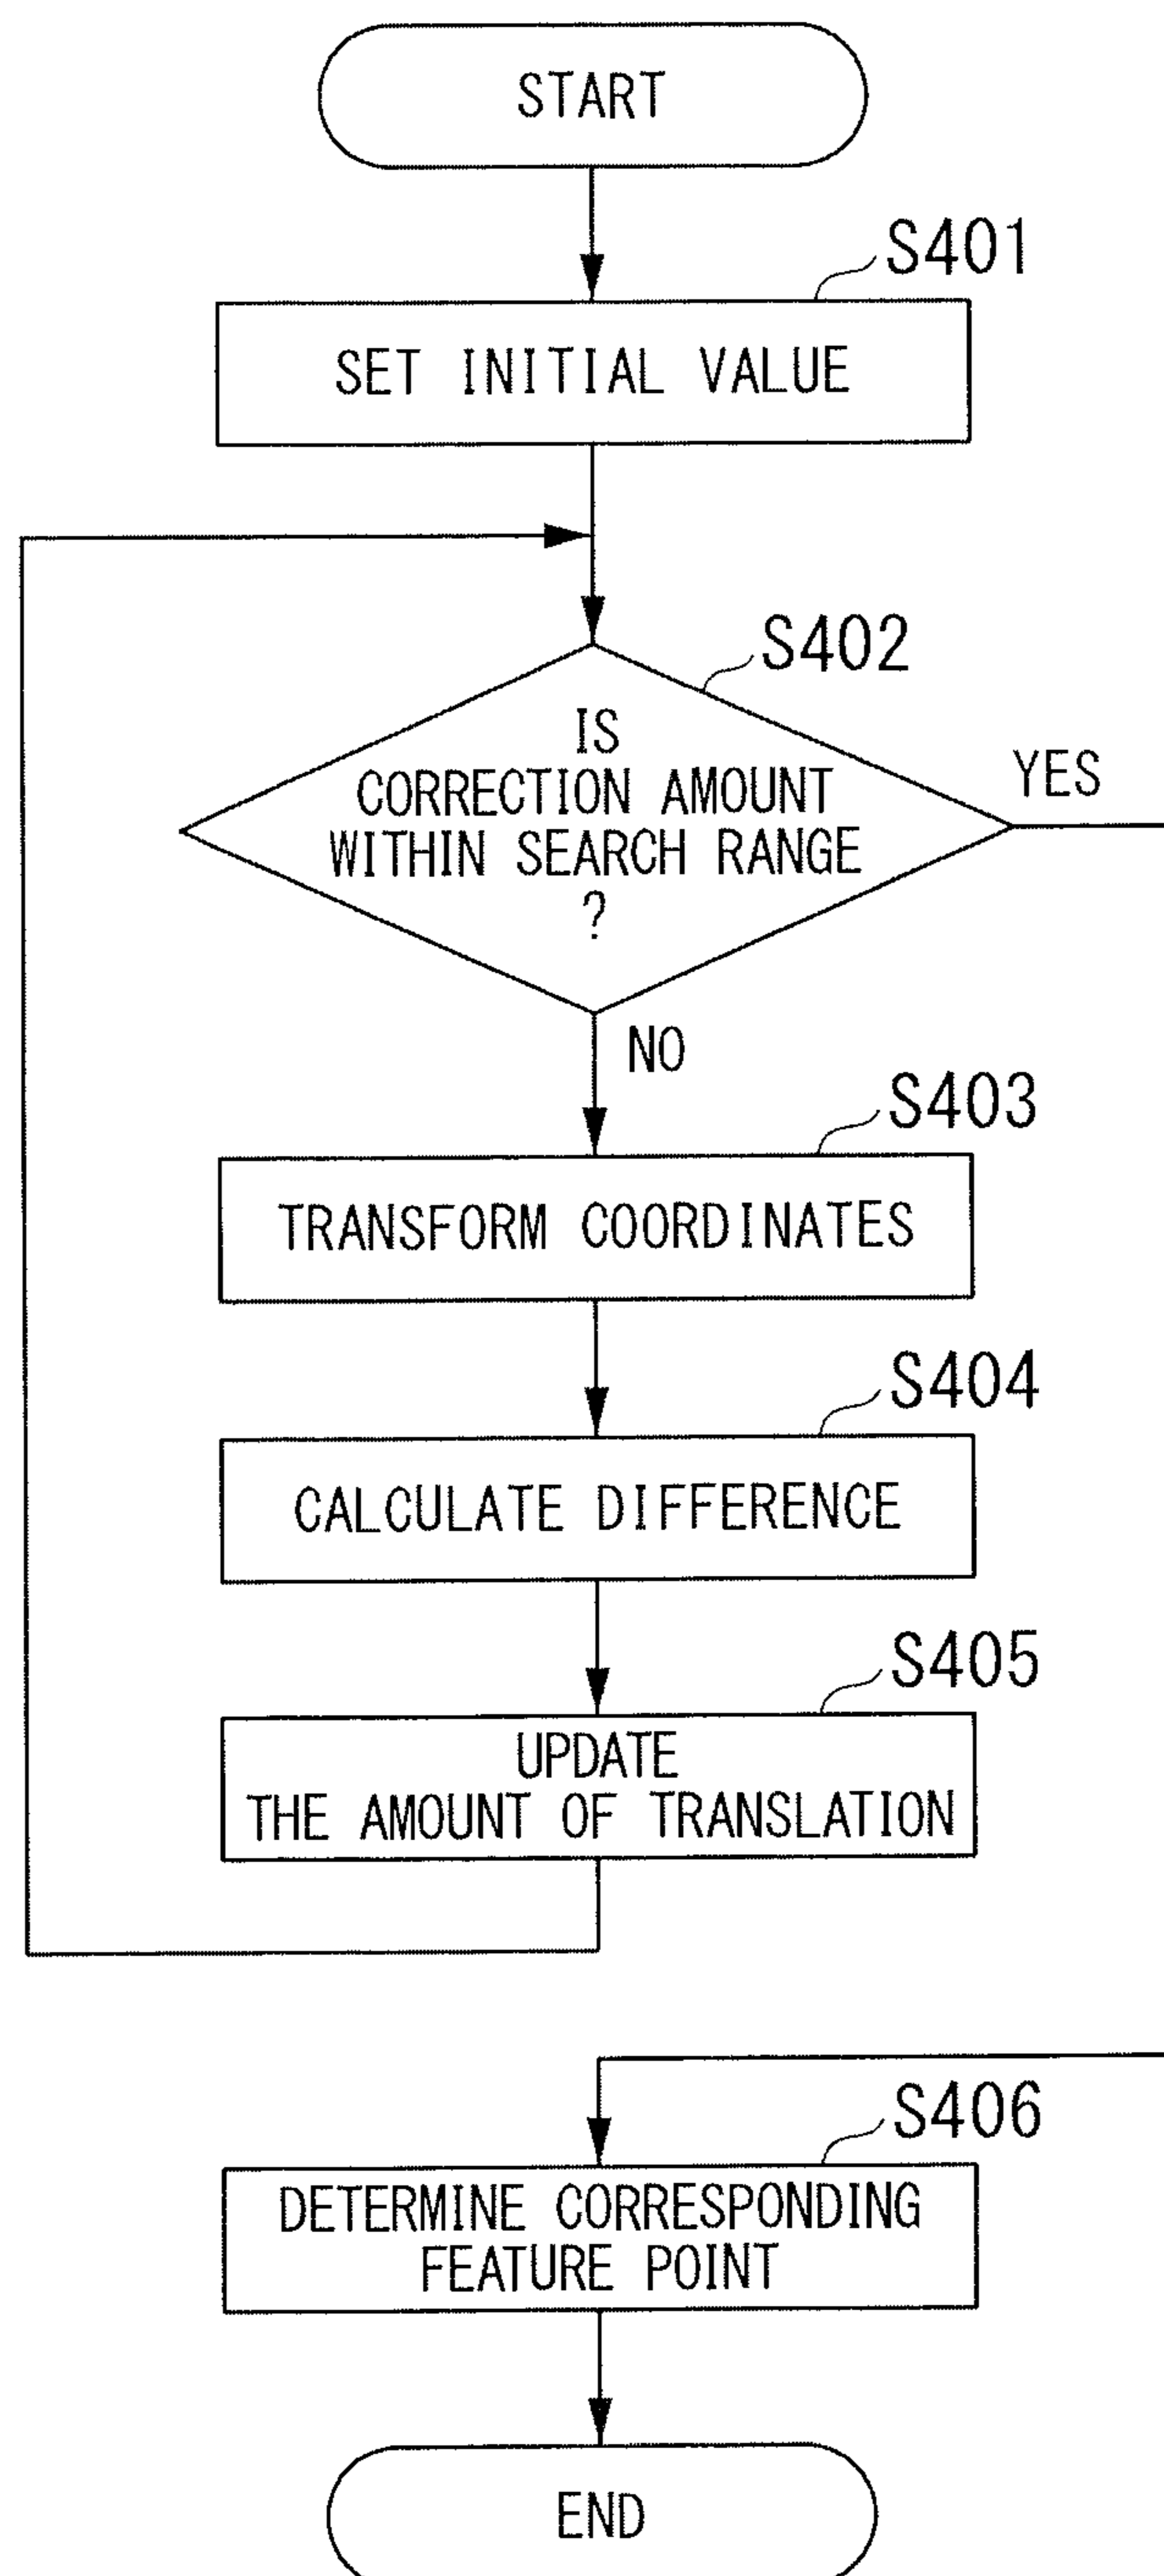 START
S401
SET INITIAL VALUE
S402
IS
CORRECTION AMOUNT
WITHIN SEARCH RANGE
?
YES
NO
S403
TRANSFORM COORDINATES
S404
CALCULATE DIFFERENCE
S405
UPDATE
THE AMOUNT OF TRANSLATION
S406
DETERMINE CORRESPONDING
FEATURE POINT
END